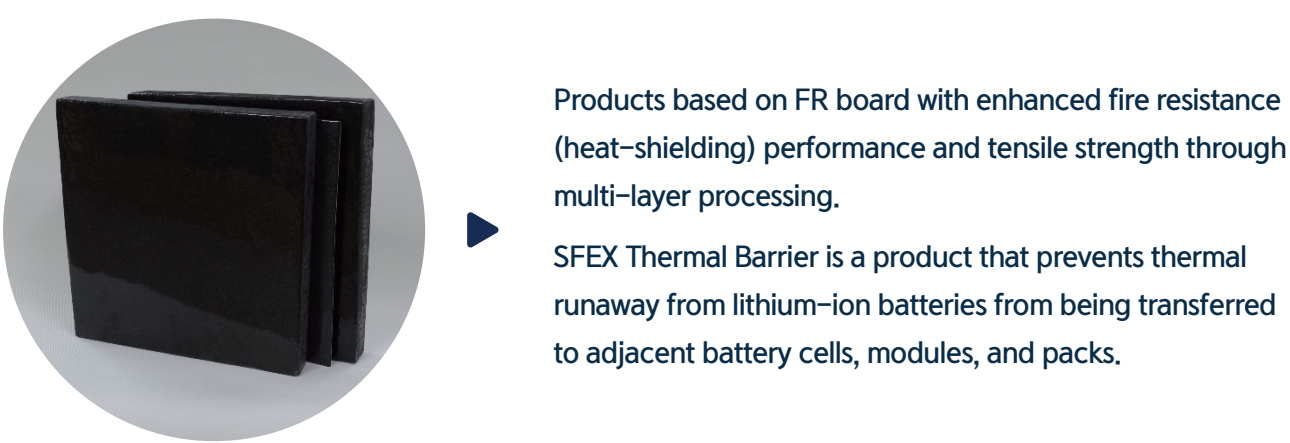 Products based on FR board with enhanced fire resistance
(heat-shielding) performance and tensile strength through
multi-layer processing.
SFEX Thermal Barrier is a product that prevents thermal
runaway from lithium-ion batteries from being transferred
to adjacent battery cells, modules, and packs.